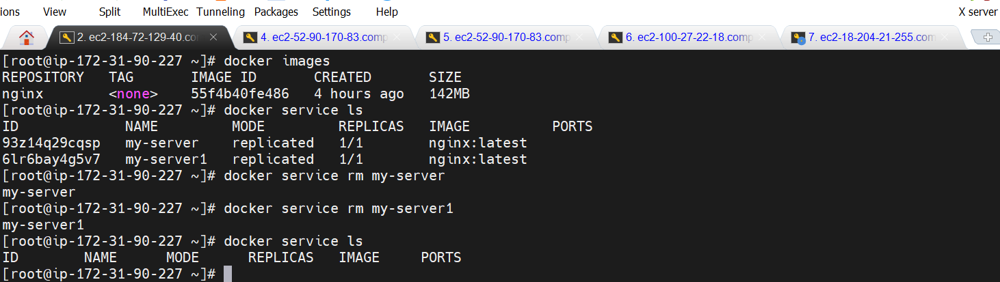 ions View Split MultiExec Tunneling Packages Settings Help X server
2. ec2-184-72-129-40.co 4. ec2-52-90-170-83.comp 5. ec2-52-90-170-83.comp 6. ec2-100-27-22-18.comp 7. ec2-18-204-21-255.com
[root@ip-172-31-90-227 ~]# docker images
REPOSITORY TAG IMAGE ID CREATED SIZE
nginx <none> 55f4b40fe486 4 hours ago 142MB
[root@ip-172-31-90-227 ~]# docker service ls
ID NAME MODE REPLICAS IMAGE PORTS
93z14q29cqsp my-server replicated 1/1 nginx:latest
6lr6bay4g5v7 my-server1 replicated 1/1 nginx:latest
[root@ip-172-31-90-227 ~]# docker service rm my-server
my-server
[root@ip-172-31-90-227 ~]# docker service rm my-server1
my-server1
[root@ip-172-31-90-227 ~]# docker service ls
ID NAME MODE REPLICAS IMAGE PORTS
[root@ip-172-31-90-227 ~]#